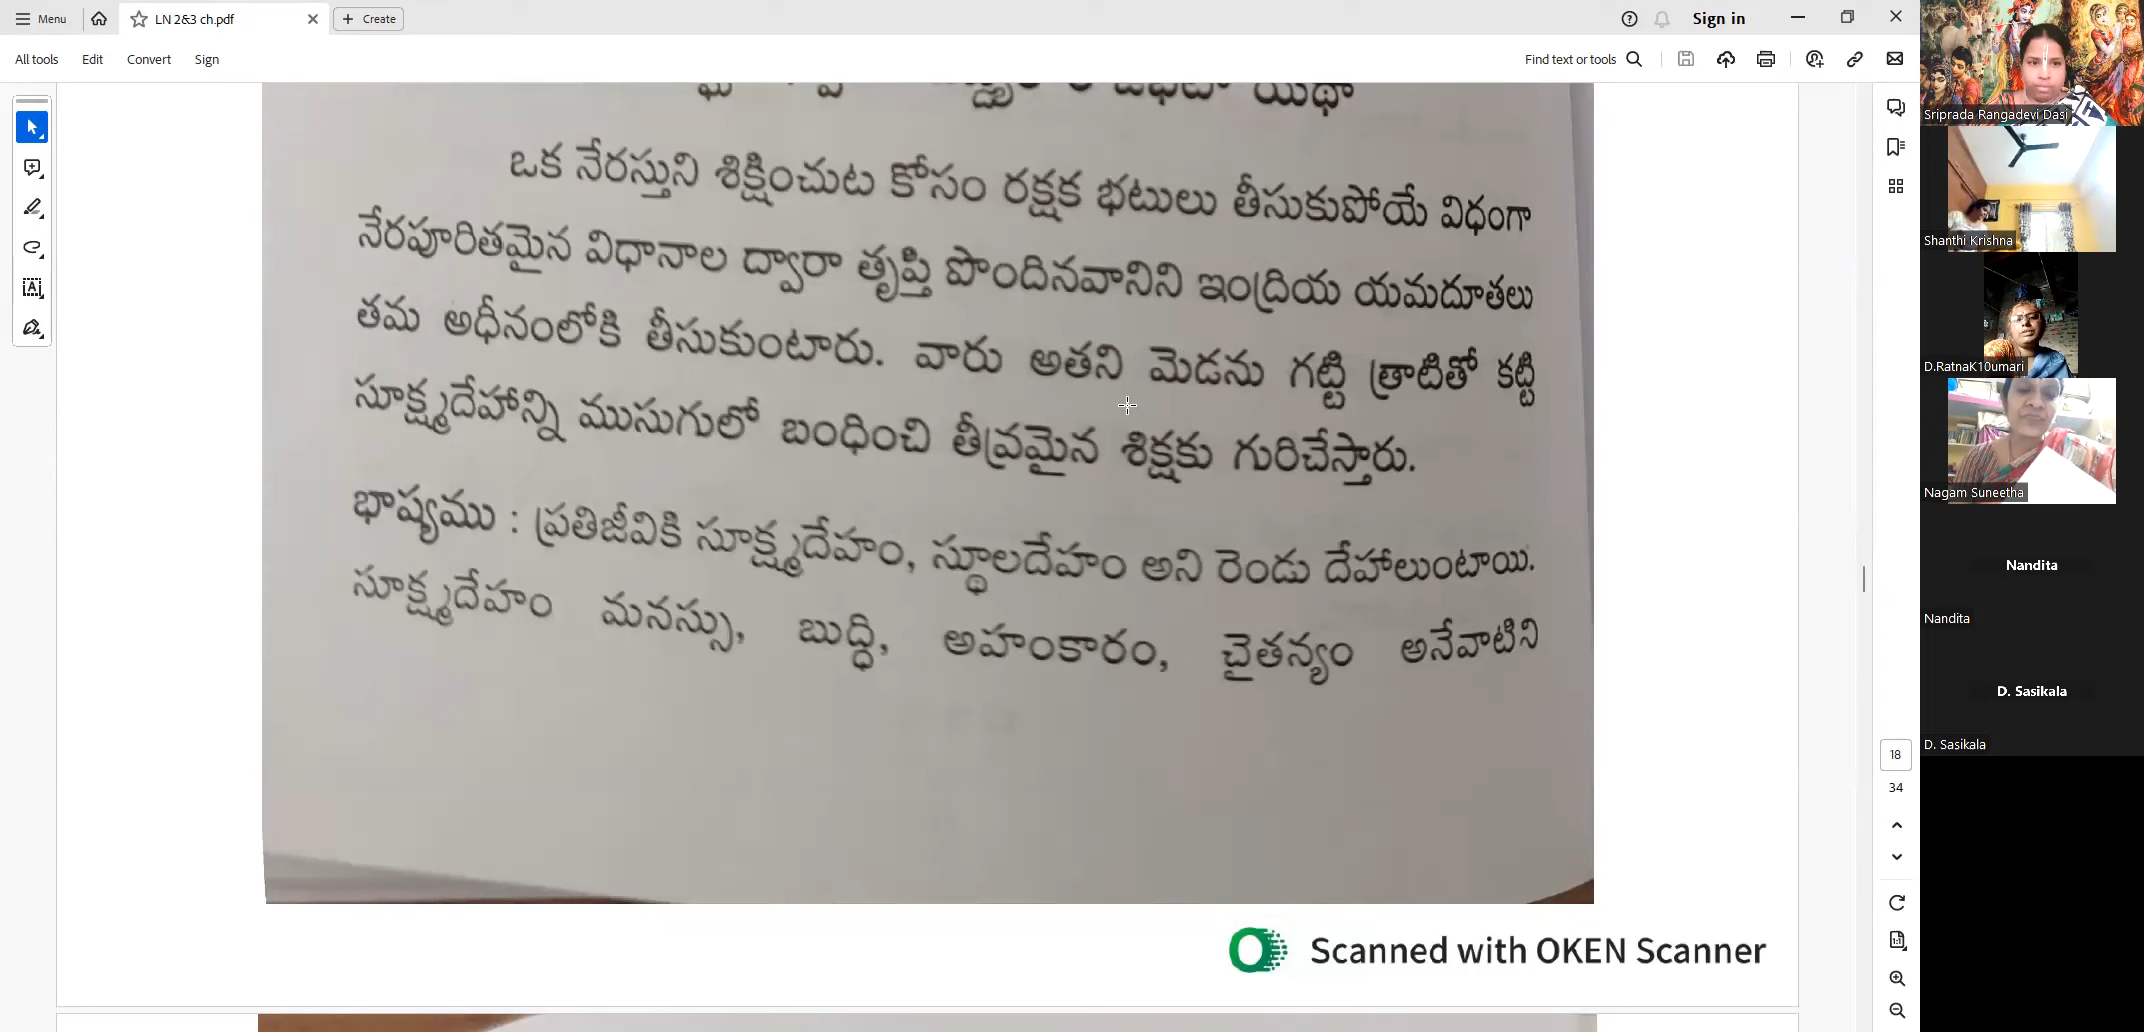 Menu
LN 2&3 ch.pdf
Create
Sign in
All tools Edit Convert Sign
Find text or tools
యథా
ఒక నేరస్తుని శిక్షించుట కోసం రక్షక భటులు తీసుకుపోయే విధంగా
నేరపూరితమైన విధానాల ద్వారా తృప్తి పొందినవానిని ఇంద్రియ యమదూతలు
తమ అధీనంలోకి తీసుకుంటారు. వారు అతని మెడను గట్టి త్రాటితో కట్టి
సూక్ష్మదేహాన్ని ముసుగులో బంధించి తీవ్రమైన శిక్షకు గురిచేస్తారు.
భాష్యము : ప్రతిజీవికి సూక్ష్మదేహం, స్థూలదేహం అని రెండు దేహాలుంటాయి.
సూక్ష్మదేహం మనస్సు, బుద్ధి, అహంకారం, చైతన్యం అనేవాటిని
Scanned with OKEN Scanner
18
34
Sriprada Rangadevi Dasi
Shanthi Krishna
D.RatnaK10umari
Nagam Suneetha
Nandita
Nandita
D. Sasikala
D. Sasikala